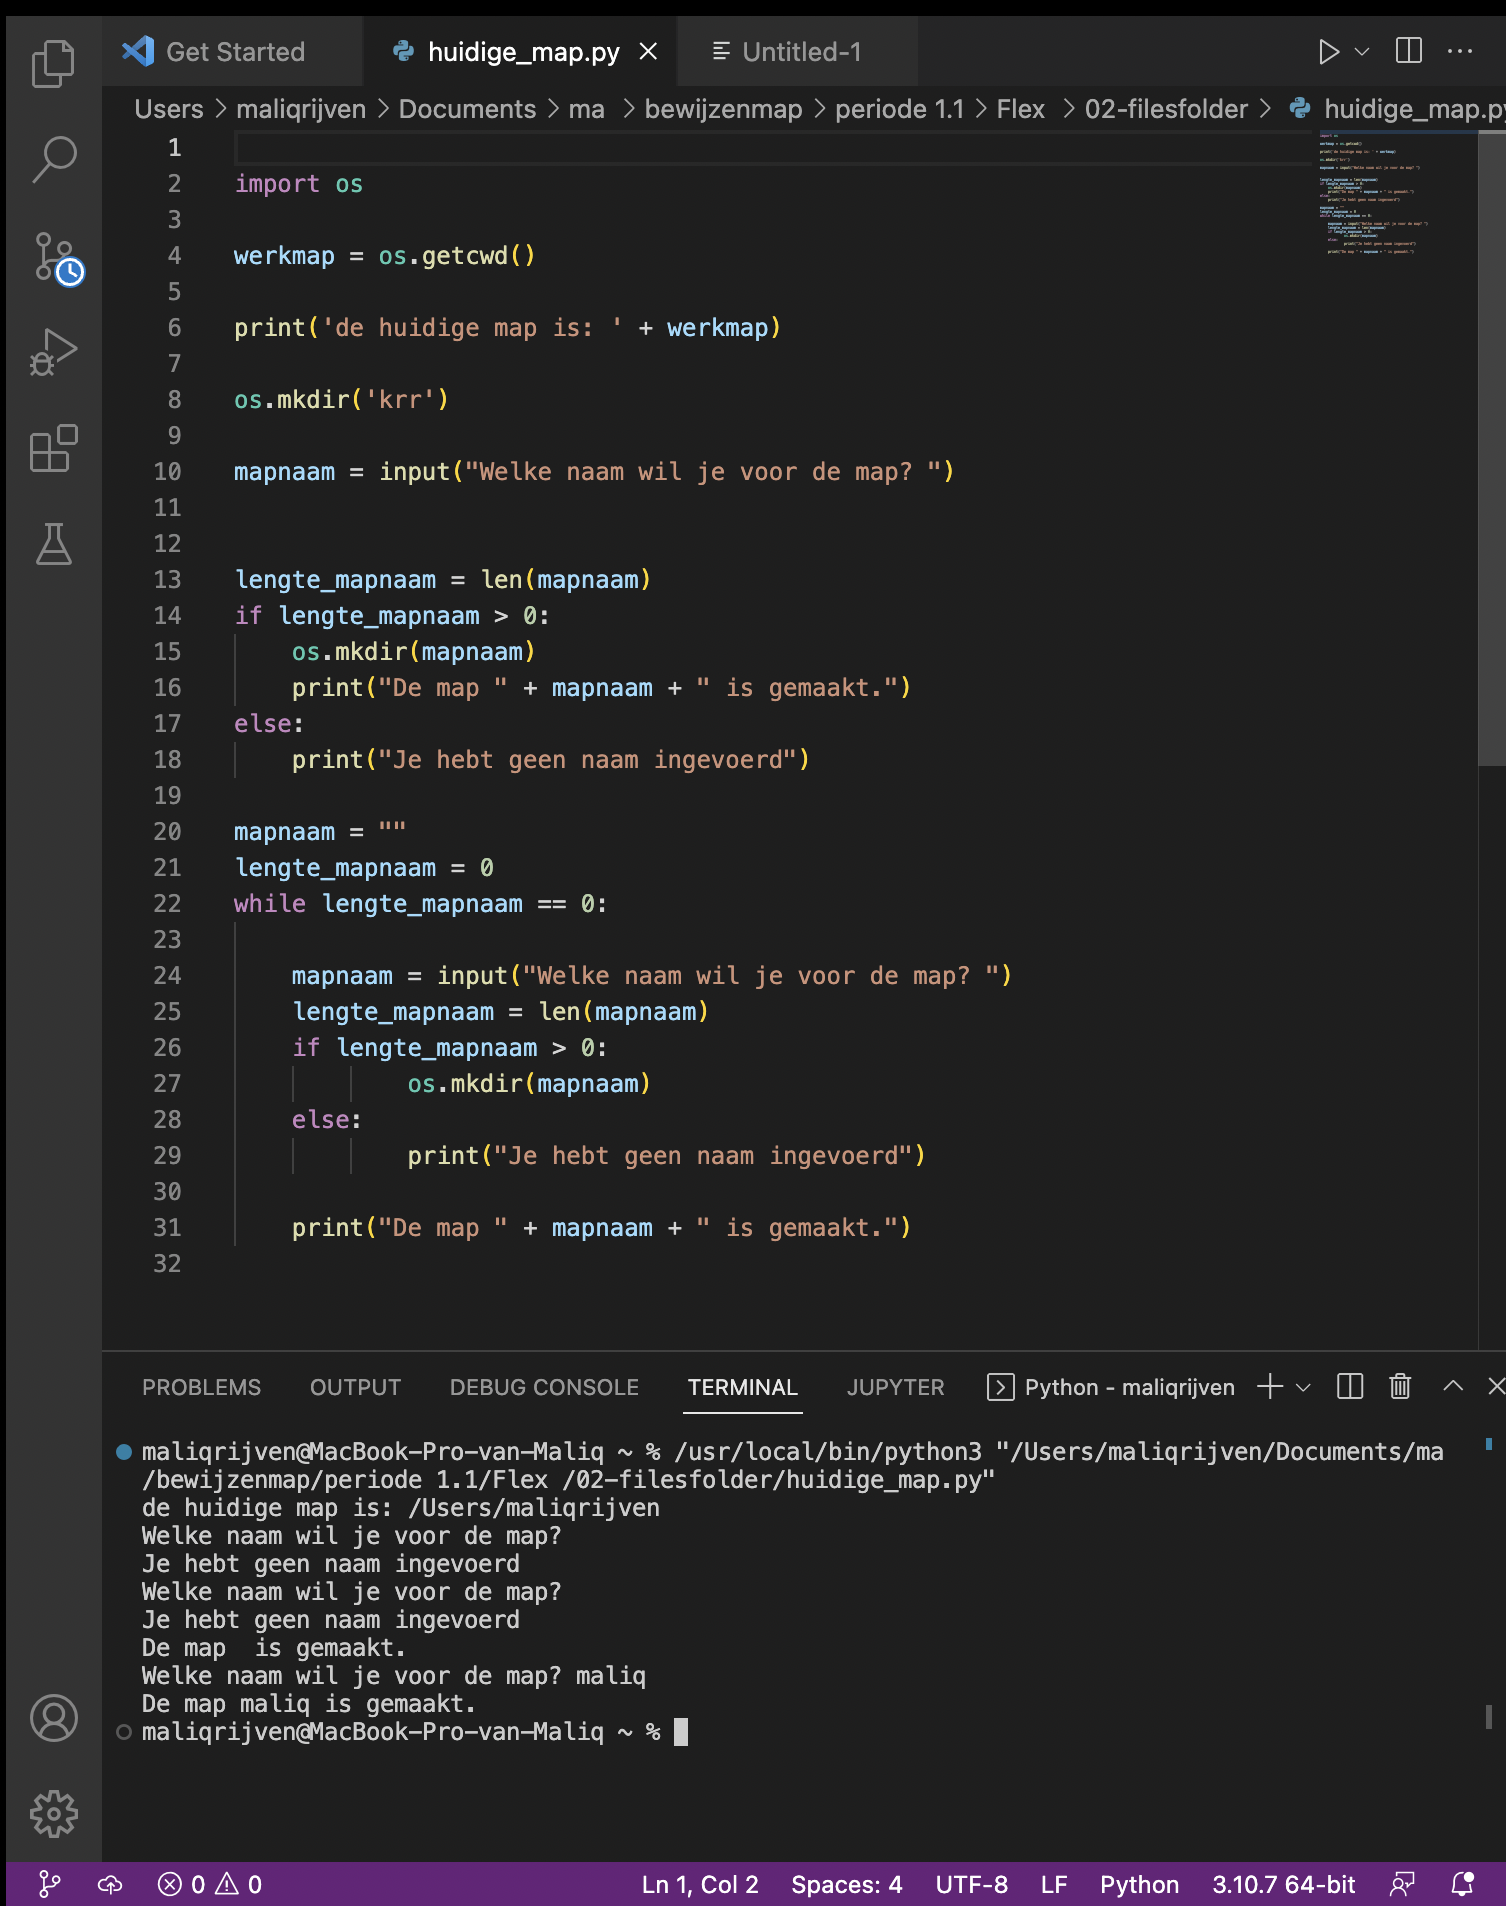 Get Started huidige_map.py Untitled-1
Users > maliqrijven > Documents > ma > bewijzenmap > periode 1.1 > Flex > 02-filesfolder > huidige_map.py
1
2 import os
3
4 werkmap = os.getcwd()
5
6 print('de huidige map is: ' + werkmap)
7
8 os.mkdir('krr')
9
10 mapnaam = input("Welke naam wil je voor de map? ")
11
12
13 lengte_mapnaam = len(mapnaam)
14 if lengte_mapnaam > 0:
15     os.mkdir(mapnaam)
16     print("De map " + mapnaam + " is gemaakt.")
17 else:
18     print("Je hebt geen naam ingevoerd")
19
20 mapnaam = ""
21 lengte_mapnaam = 0
22 while lengte_mapnaam == 0:
23
24     mapnaam = input("Welke naam wil je voor de map? ")
25     lengte_mapnaam = len(mapnaam)
26     if lengte_mapnaam > 0:
27             os.mkdir(mapnaam)
28     else:
29             print("Je hebt geen naam ingevoerd")
30
31     print("De map " + mapnaam + " is gemaakt.")
32
PROBLEMS OUTPUT DEBUG CONSOLE TERMINAL JUPYTER Python - maliqrijven
maliqrijven@MacBook-Pro-van-Maliq ~ % /usr/local/bin/python3 "/Users/maliqrijven/Documents/ma
/bewijzenmap/periode 1.1/Flex /02-filesfolder/huidige_map.py"
de huidige map is: /Users/maliqrijven
Welke naam wil je voor de map?
Je hebt geen naam ingevoerd
Welke naam wil je voor de map?
Je hebt geen naam ingevoerd
De map  is gemaakt.
Welke naam wil je voor de map? maliq
De map maliq is gemaakt.
maliqrijven@MacBook-Pro-van-Maliq ~ %
0 0 Ln 1, Col 2 Spaces: 4 UTF-8 LF Python 3.10.7 64-bit